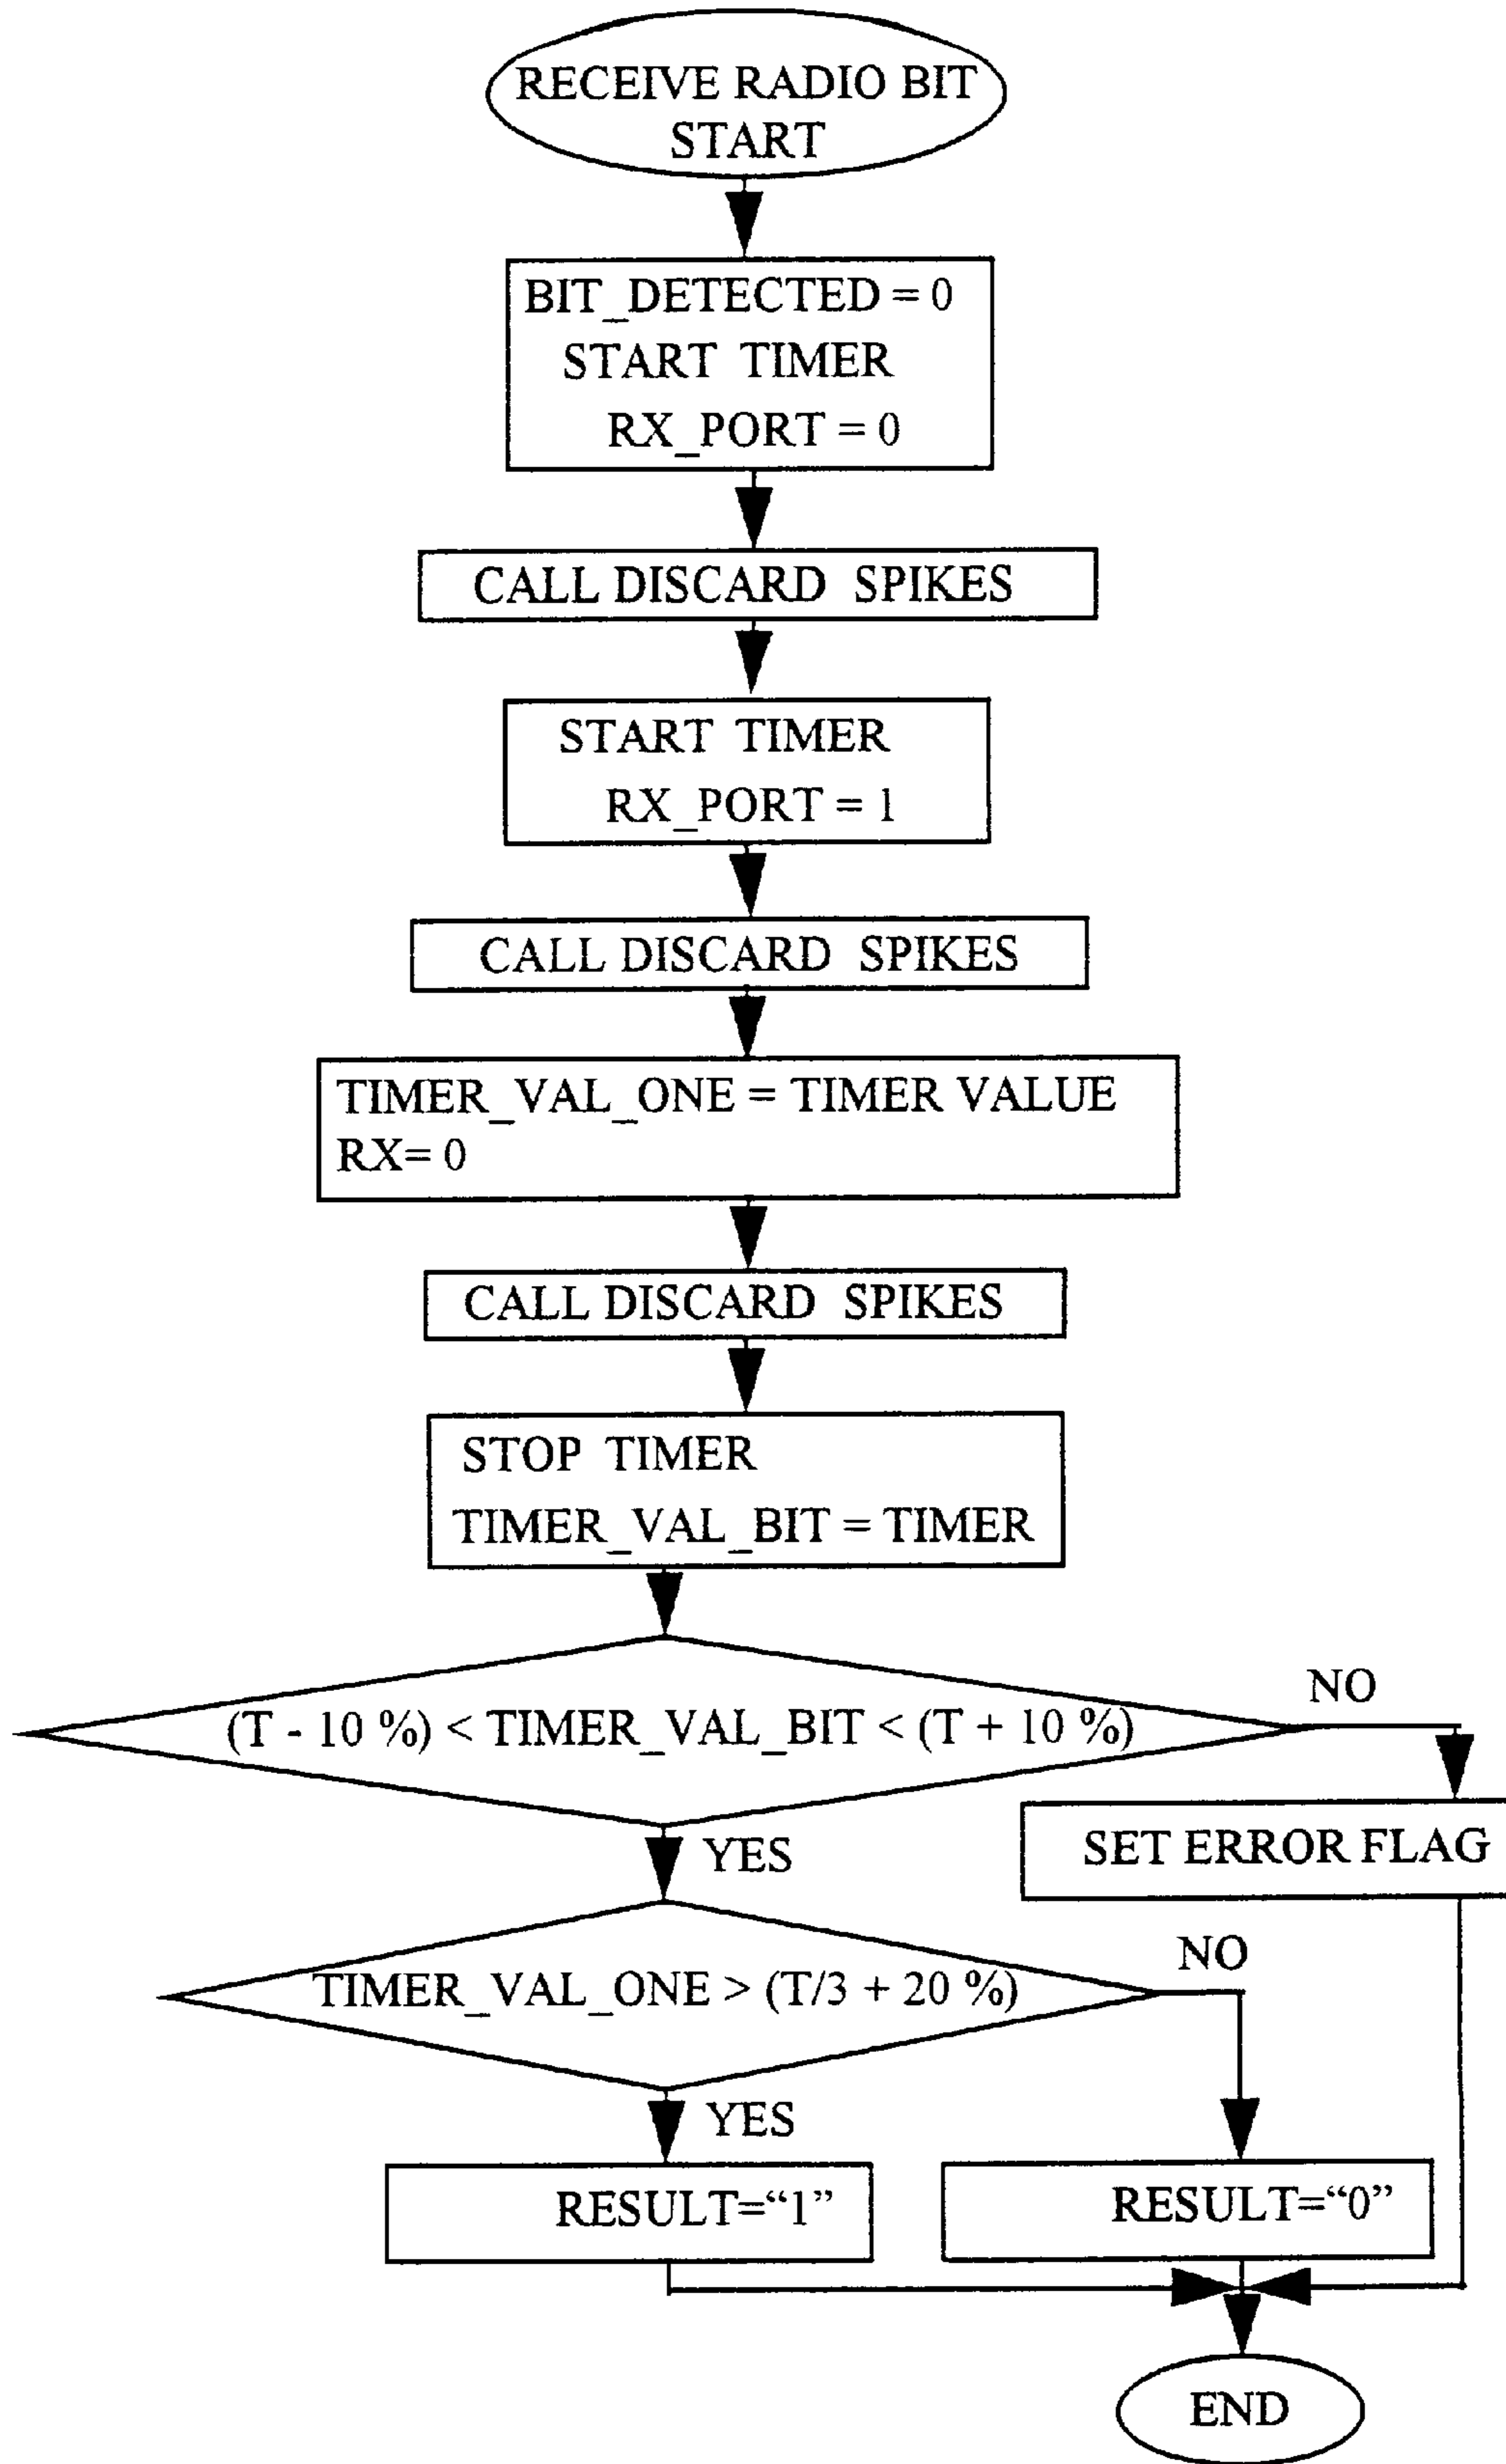 RECEIVE RADIO BIT
START
BIT_DETECTED = 0
START TIMER
RX_PORT = 0
CALL DISCARD SPIKES
START TIMER
RX_PORT = 1
CALL DISCARD SPIKES
TIMER_VAL_ONE = TIMER VALUE
RX= 0
CALL DISCARD SPIKES
STOP TIMER
TIMER_VAL_BIT = TIMER
(T - 10 %) < TIMER_VAL_BIT < (T + 10 %)
NO
SET ERROR FLAG
YES
TIMER_VAL_ONE > (T/3 + 20 %)
NO
YES
RESULT=“1”
RESULT=“0”
END